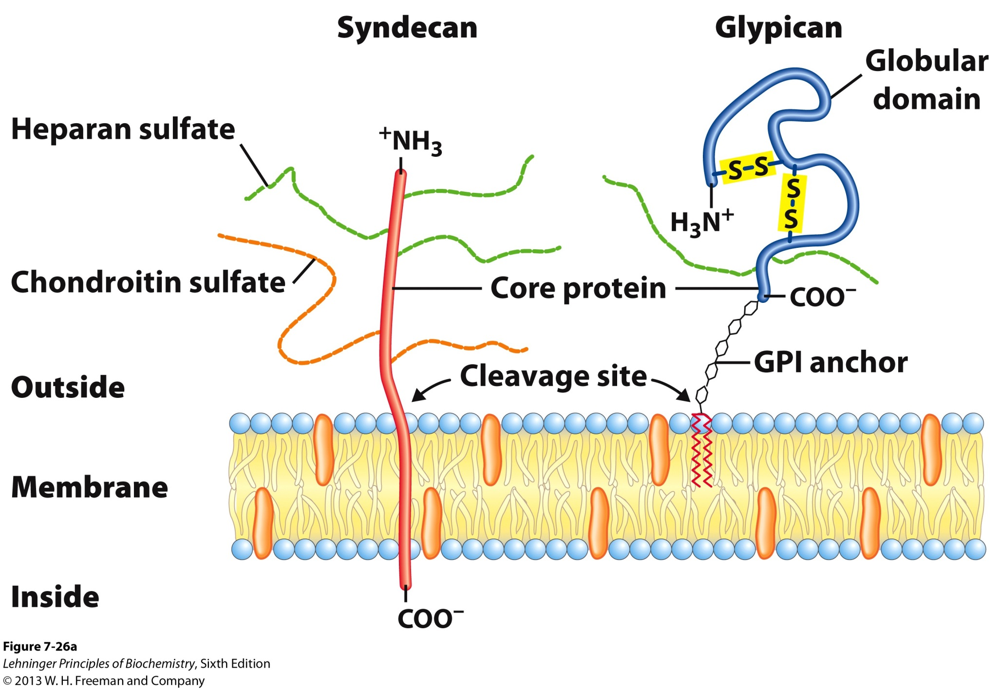 Syndecan
Glypican
Globular
domain
Heparan sulfate
⁺NH₃
S–S
S
S
H₃N⁺
Chondroitin sulfate
Core protein
COO⁻
GPI anchor
Cleavage site
Outside
Membrane
Inside
COO⁻
Figure 7-26a
Lehninger Principles of Biochemistry, Sixth Edition
© 2013 W. H. Freeman and Company